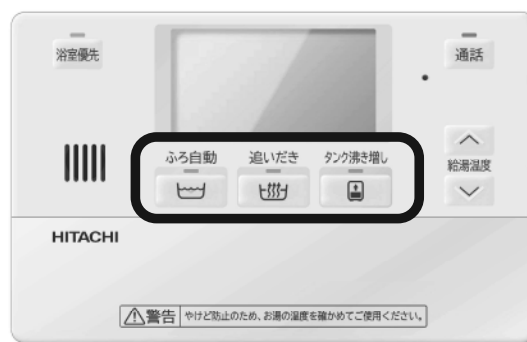 浴室優先
通話
ふろ自動 追いだき タンク沸き増し
給湯温度
HITACHI
警告 やけど防止のため、お湯の温度を確かめてご使用ください。